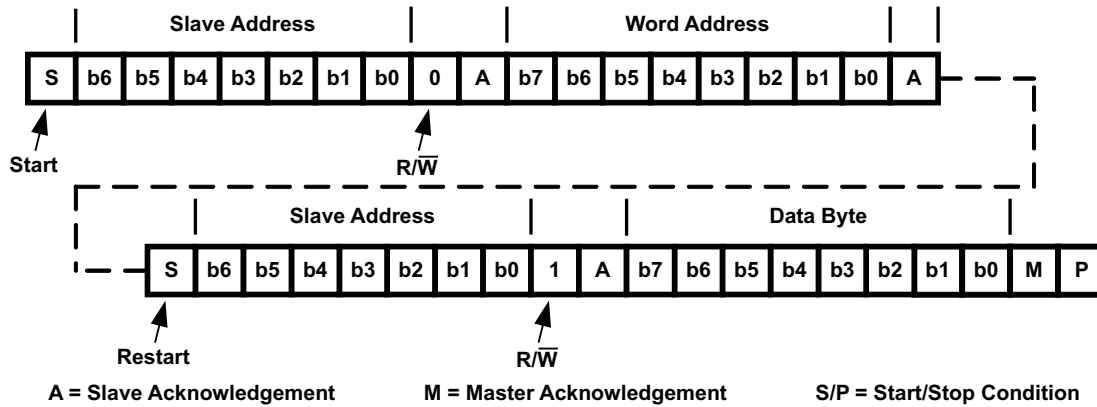 Slave Address Word Address
S b6 b5 b4 b3 b2 b1 b0 0 A b7 b6 b5 b4 b3 b2 b1 b0 A
Start R/W̅
Slave Address Data Byte
S b6 b5 b4 b3 b2 b1 b0 1 A b7 b6 b5 b4 b3 b2 b1 b0 M P
Restart R/W̅
A = Slave Acknowledgement M = Master Acknowledgement S/P = Start/Stop Condition